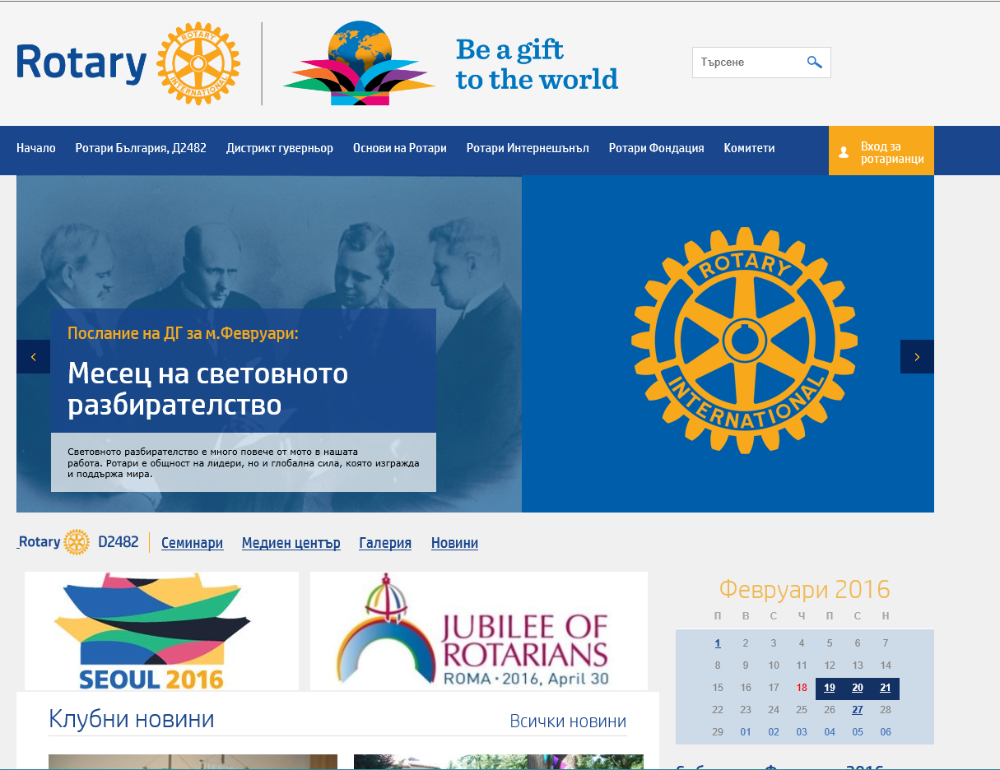 Rotary
ROTARY
INTERNATIONAL
Be a gift
to the world
Търсене
Начало Ротари България, Д2482 Дистрикт гуверньор Основи на Ротари Ротари Интернешънъл Ротари Фондация Комитети
Вход за
ротарианци
Послание на ДГ за м.Февруари:
Месец на световното
разбирателство
Световното разбирателство е много повече от мото в нашата
работа. Ротари е общност на лидери, но и глобална сила, която изгражда
и поддържа мира.
ROTARY
INTERNATIONAL
Rotary D2482 Семинари Медиен център Галерия Новини
SEOUL 2016
JUBILEE OF
ROTARIANS
ROMA • 2016, April 30
Февруари 2016
П В С Ч П С Н
1 2 3 4 5 6 7
8 9 10 11 12 13 14
15 16 17 18 19 20 21
22 23 24 25 26 27 28
29 01 02 03 04 05 06
Клубни новини
Всички новини